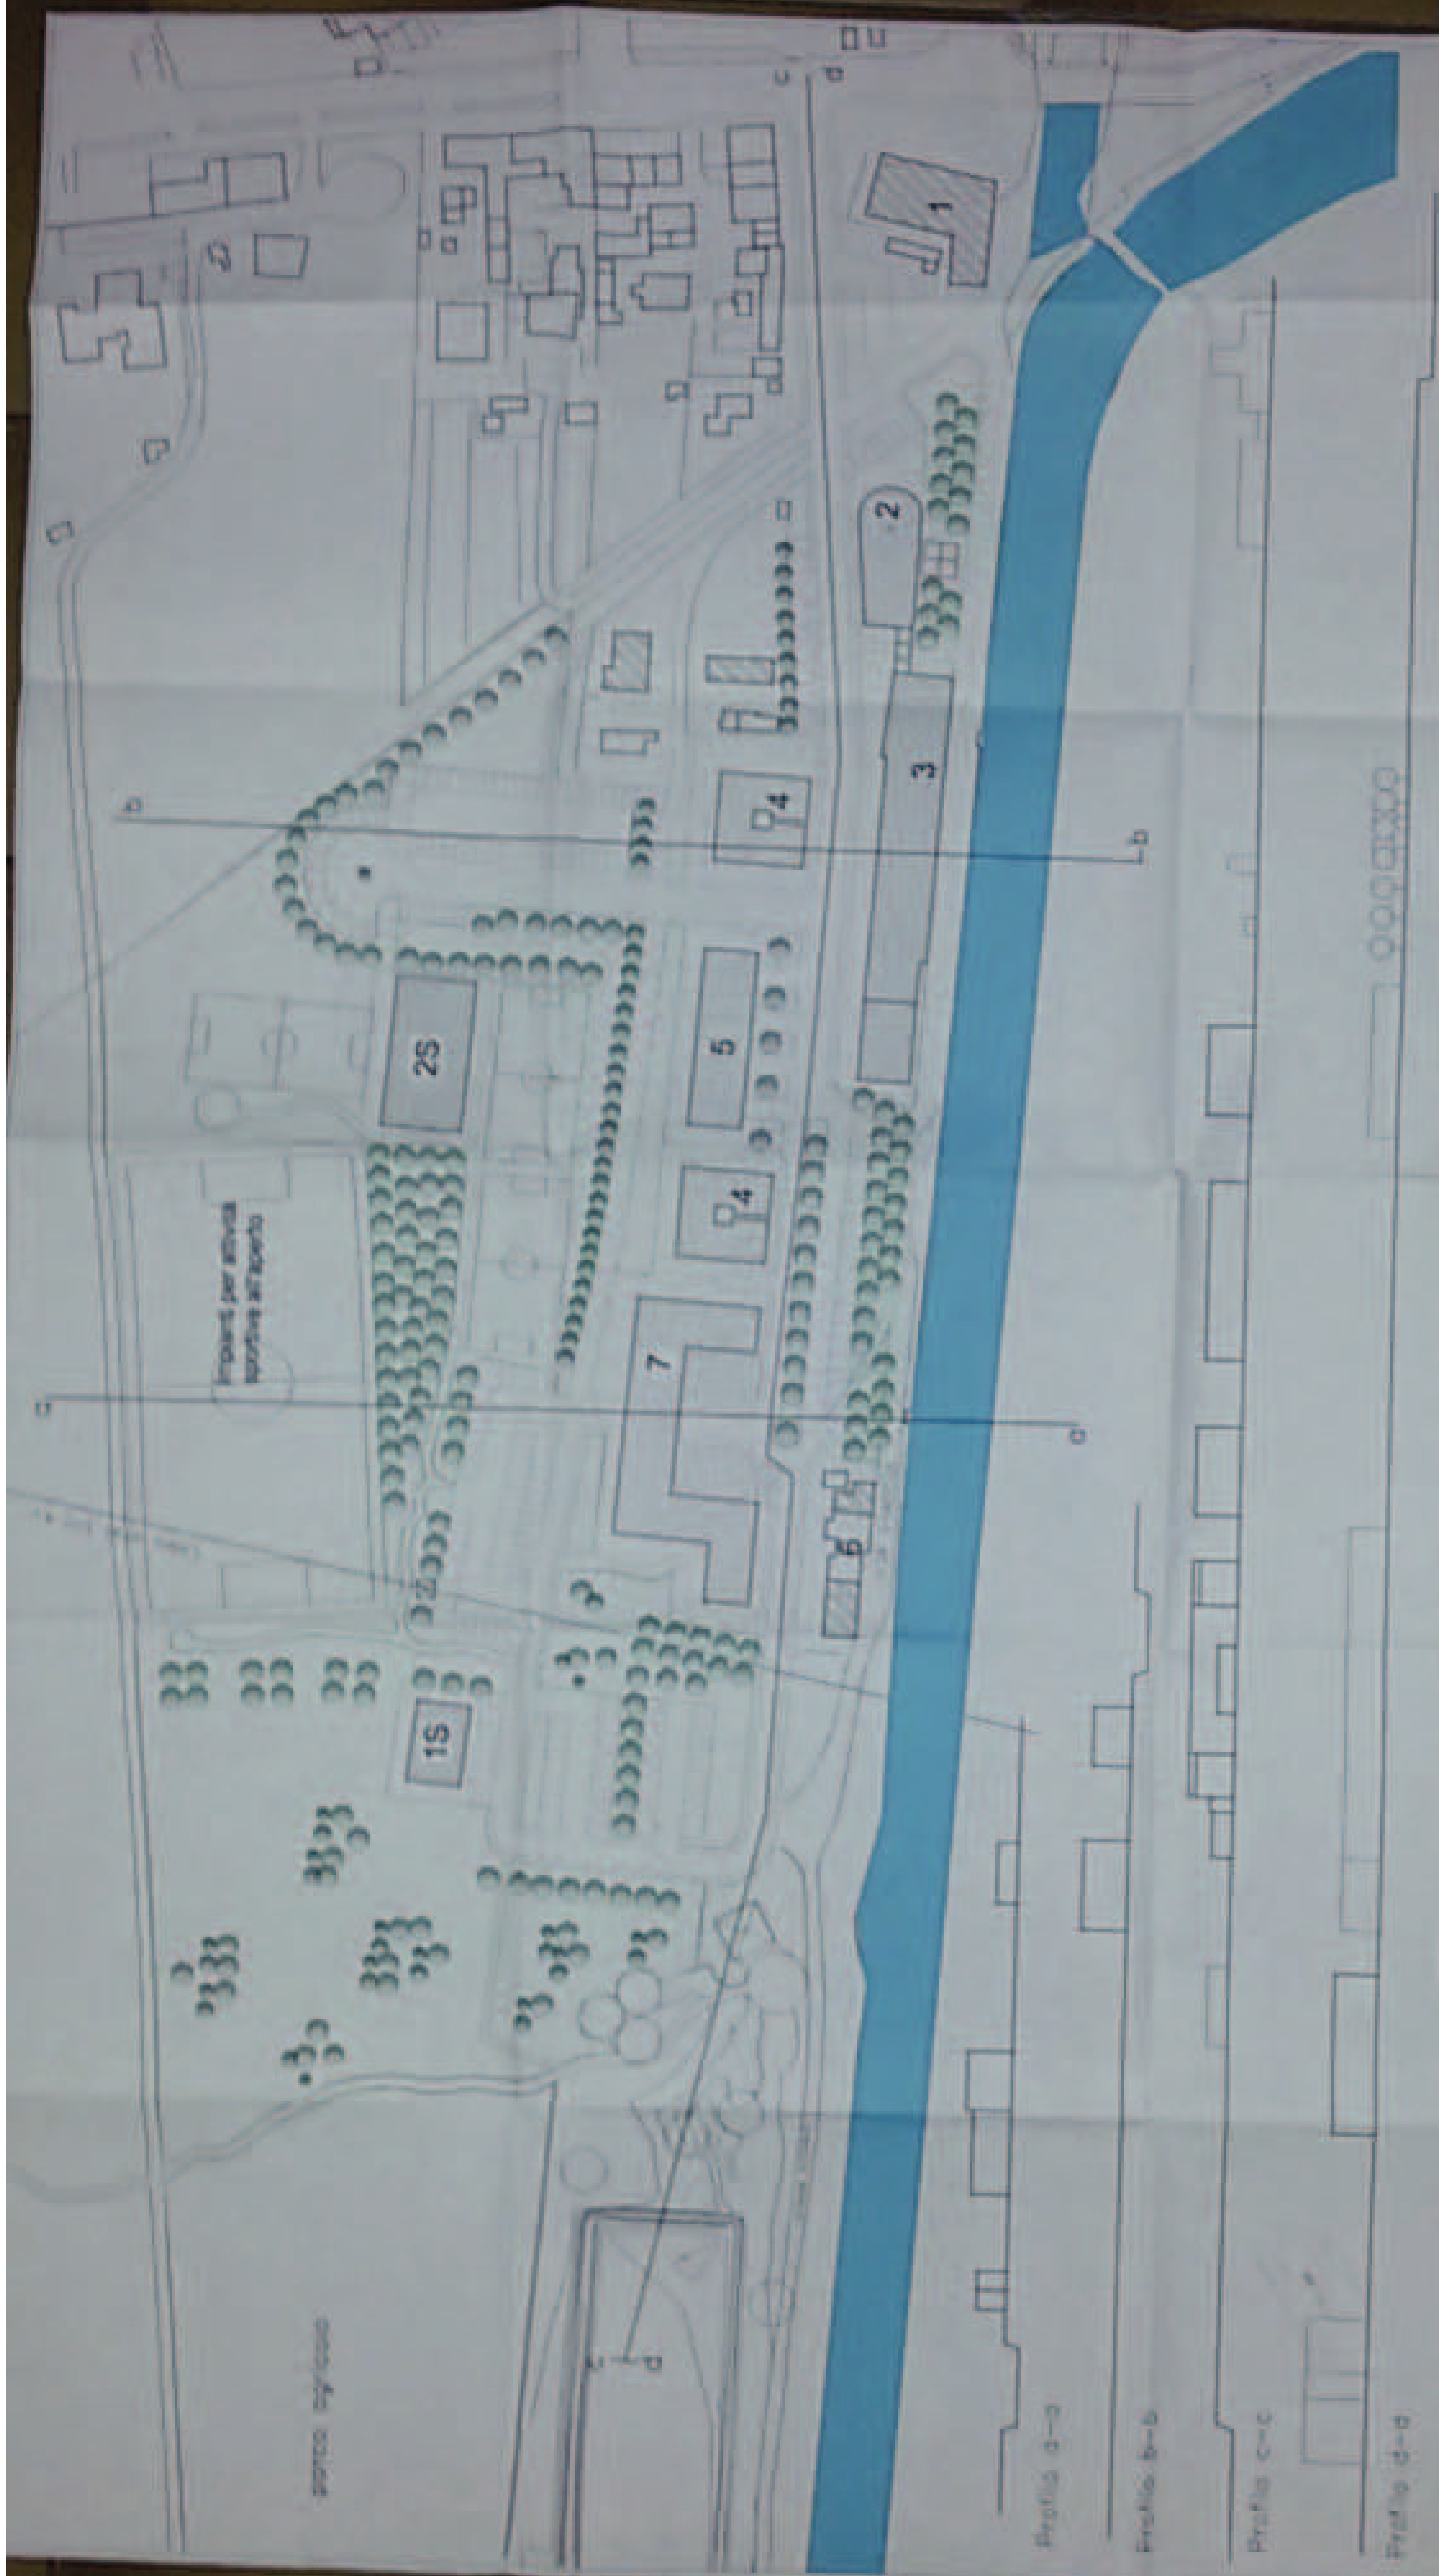 c
d
1
2
3
b
4
b
2S
5
4
Impianti per attività
sportive all'aperto
7
a
a
6
1S
parco agricolo
c
d
Profilo a-a
Profilo b-b
Profilo c-c
Profilo d-d